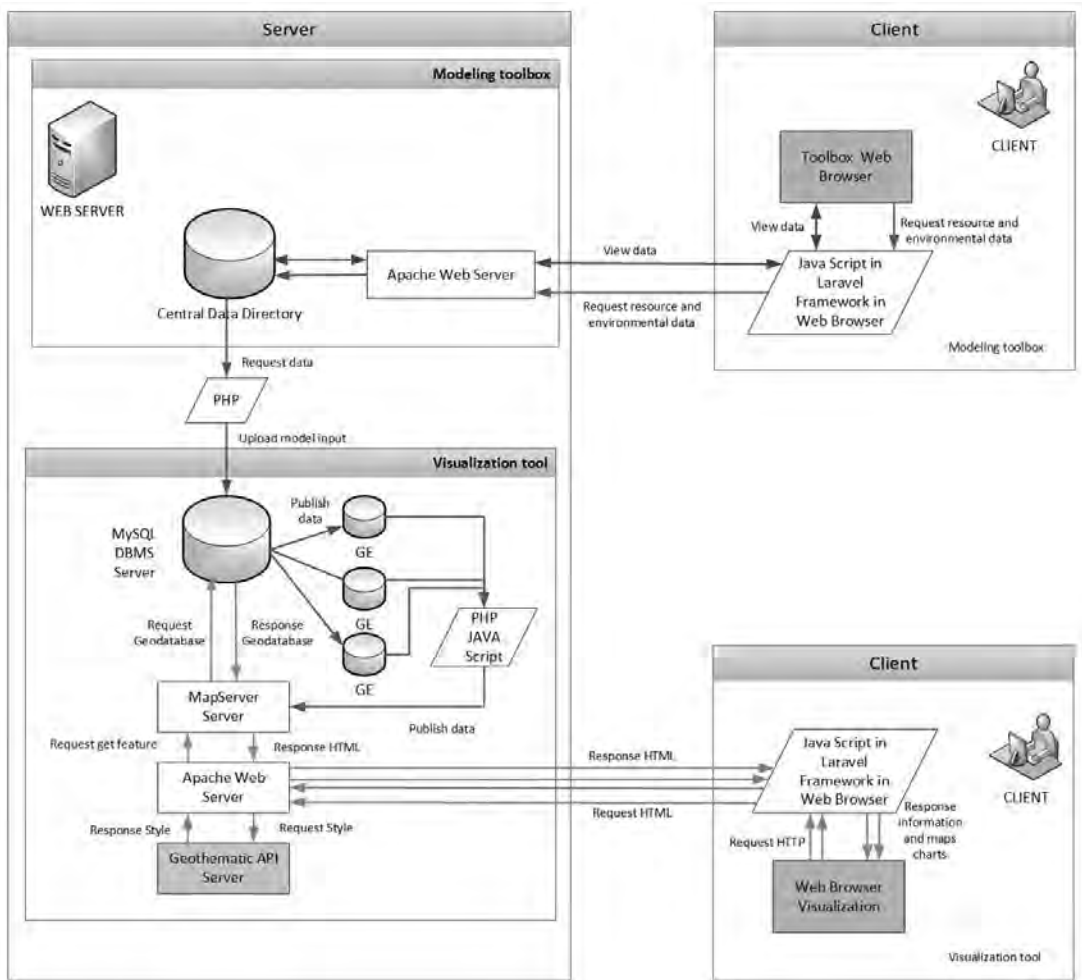 Server
Modeling toolbox
WEB SERVER
Central Data Directory
Apache Web Server
View data
Request resource and
environmental data
Request data
PHP
Upload model input
Client
CLIENT
Toolbox Web
Browser
View data
Request resource and
environmental data
Java Script in
Laravel
Framework in
Web Browser
Modeling toolbox
Visualization tool
MySQL
DBMS
Server
Publish
data
GE
GE
GE
PHP
JAVA
Script
Request
Geodatabase
Response
Geodatabase
MapServer
Server
Publish data
Request get feature
Response HTML
Apache Web
Server
Response HTML
Request HTML
Response Style
Request Style
Geothematic API
Server
Client
Java Script in
Laravel
Framework in
Web Browser
CLIENT
Request HTTP
Response
information
and maps
charts
Web Browser
Visualization
Visualization tool